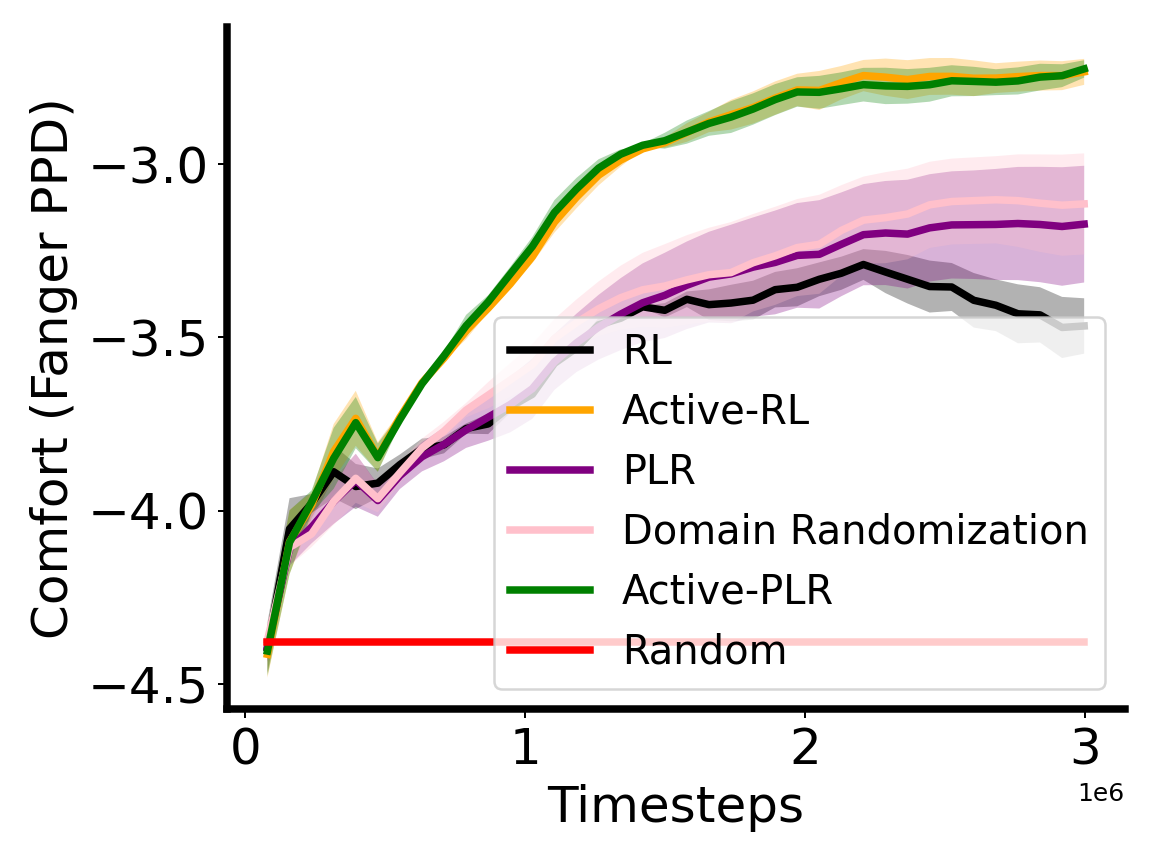 Comfort (Fanger PPD)
−3.0
−3.5
−4.0
−4.5
RL
Active-RL
PLR
Domain Randomization
Active-PLR
Random
0 1 2 3
1e6
Timesteps